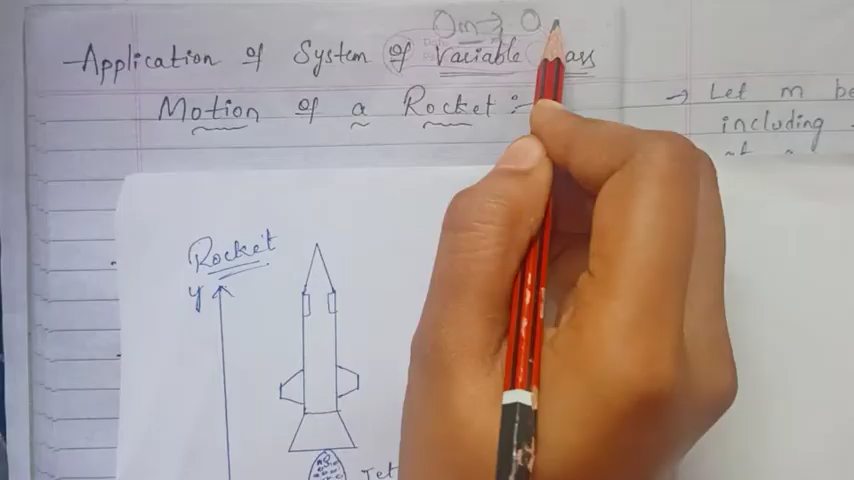 m → O
- Application of System of Variable
Motion of a Rocket :-
→ Let m be
including
Rocket
y
Jet